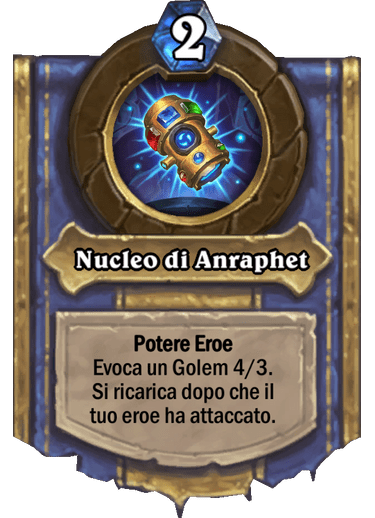 2
Nucleo di Anraphet
Potere Eroe
Evoca un Golem 4/3.
Si ricarica dopo che il
tuo eroe ha attaccato.